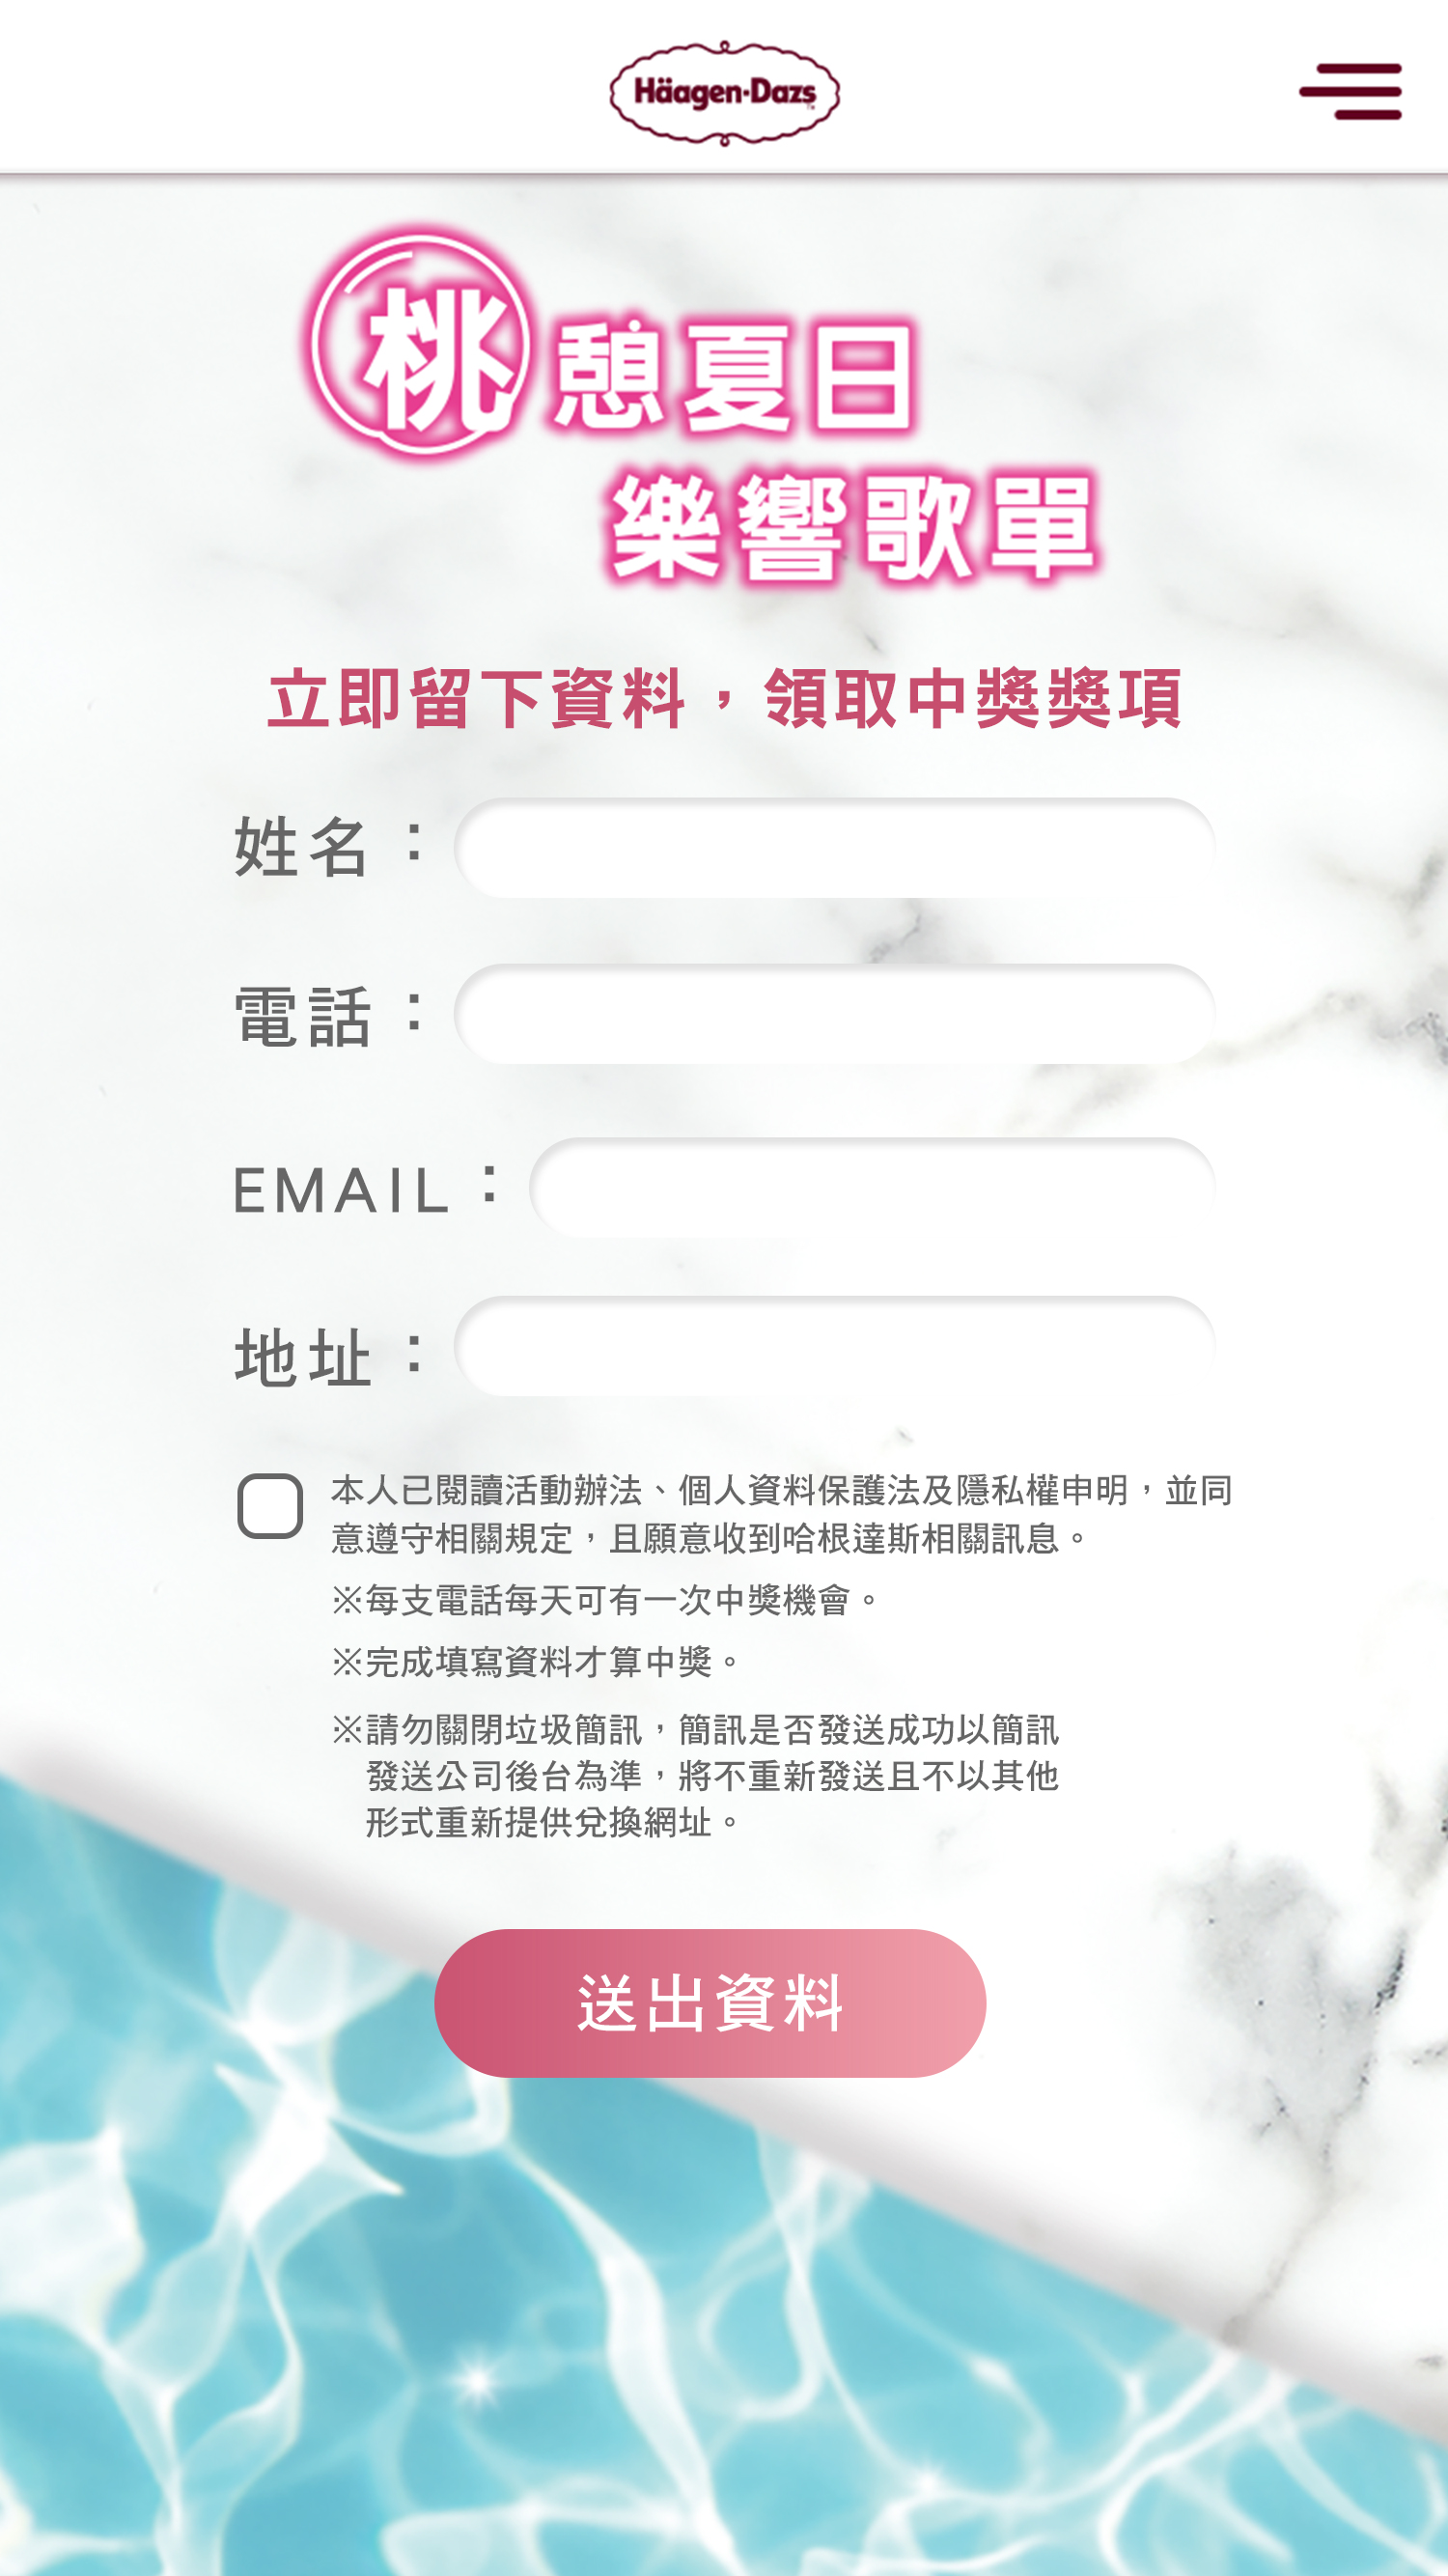 Häagen-Dazs
桃憩夏日
樂響歌單
立即留下資料，領取中獎獎項
姓名：
電話：
EMAIL：
地址：
本人已閱讀活動辦法、個人資料保護法及隱私權申明，並同
意遵守相關規定，且願意收到哈根達斯相關訊息。
※每支電話每天可有一次中獎機會。
※完成填寫資料才算中獎。
※請勿關閉垃圾簡訊，簡訊是否發送成功以簡訊
發送公司後台為準，將不重新發送且不以其他
形式重新提供兌換網址。
送出資料